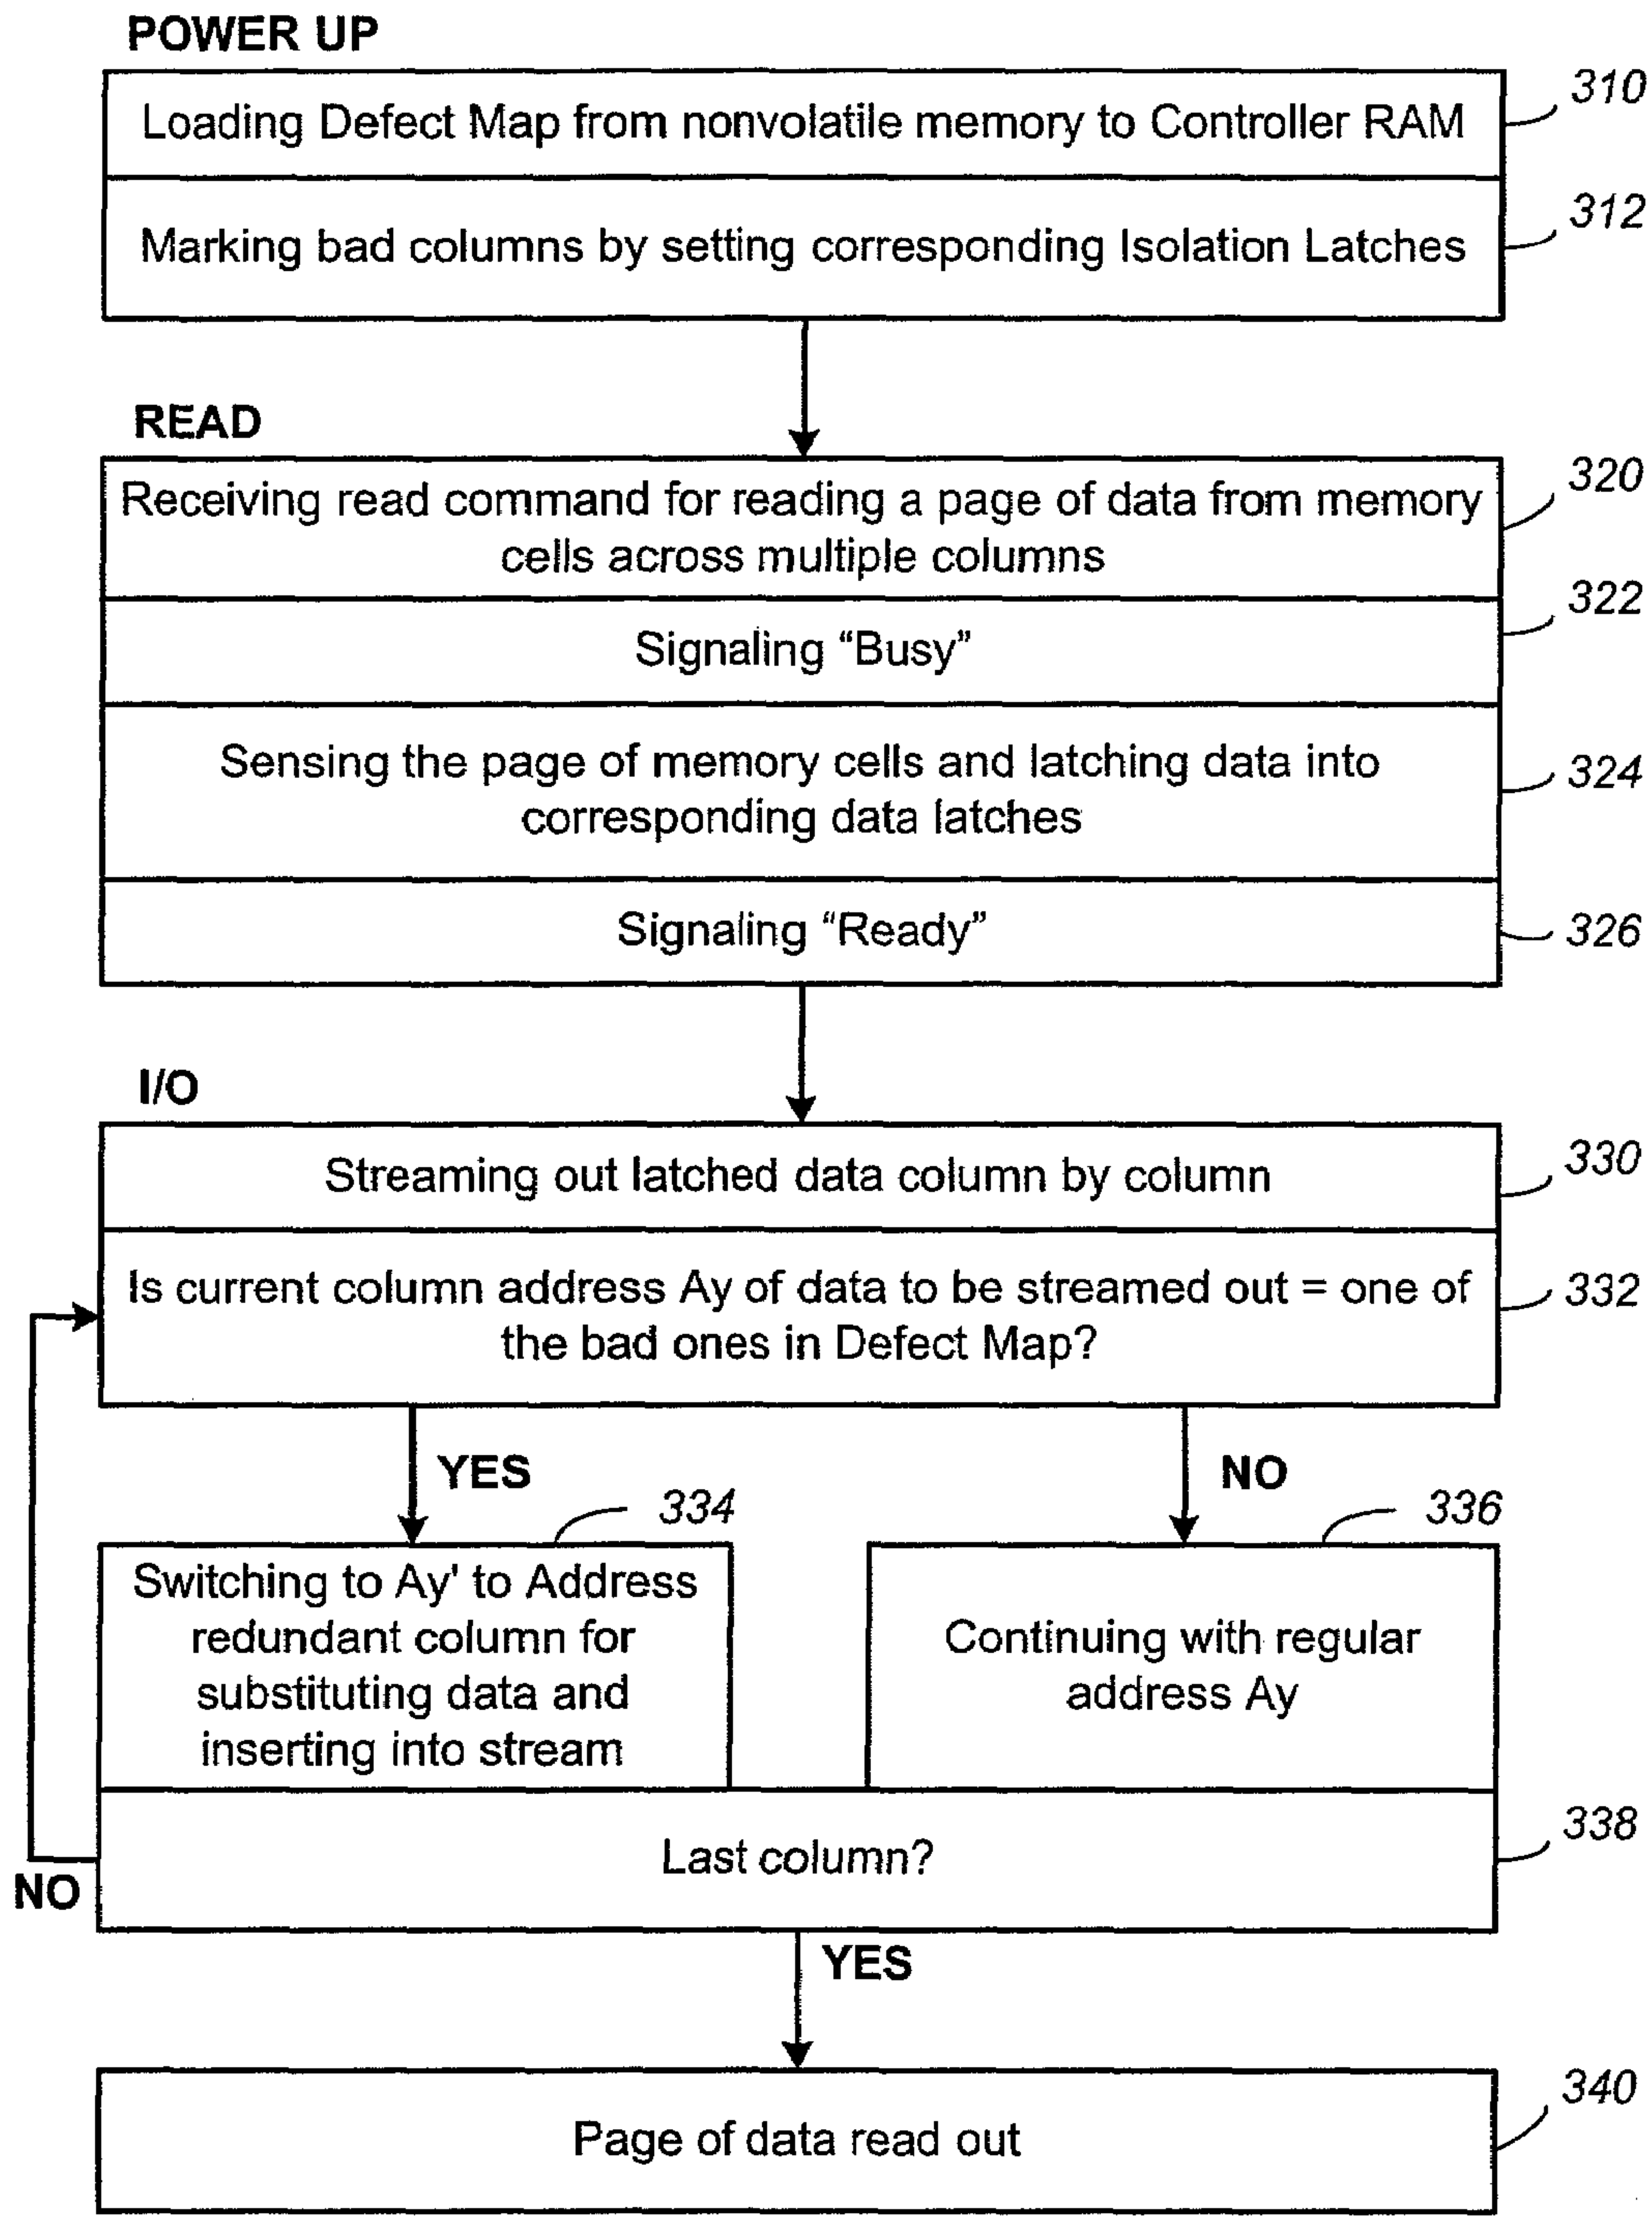 POWER UP
310
Loading Defect Map from nonvolatile memory to Controller RAM
312
Marking bad columns by setting corresponding Isolation Latches
READ
320
Receiving read command for reading a page of data from memory
cells across multiple columns
322
Signaling “Busy”
Sensing the page of memory cells and latching data into
324
corresponding data latches
Signaling “Ready”
326
I/O
330
Streaming out latched data column by column
Is current column address Ay of data to be streamed out = one of
332
the bad ones in Defect Map?
YES
NO
334
336
Switching to Ay' to Address
redundant column for
substituting data and
inserting into stream
Continuing with regular
address Ay
338
Last column?
NO
YES
340
Page of data read out